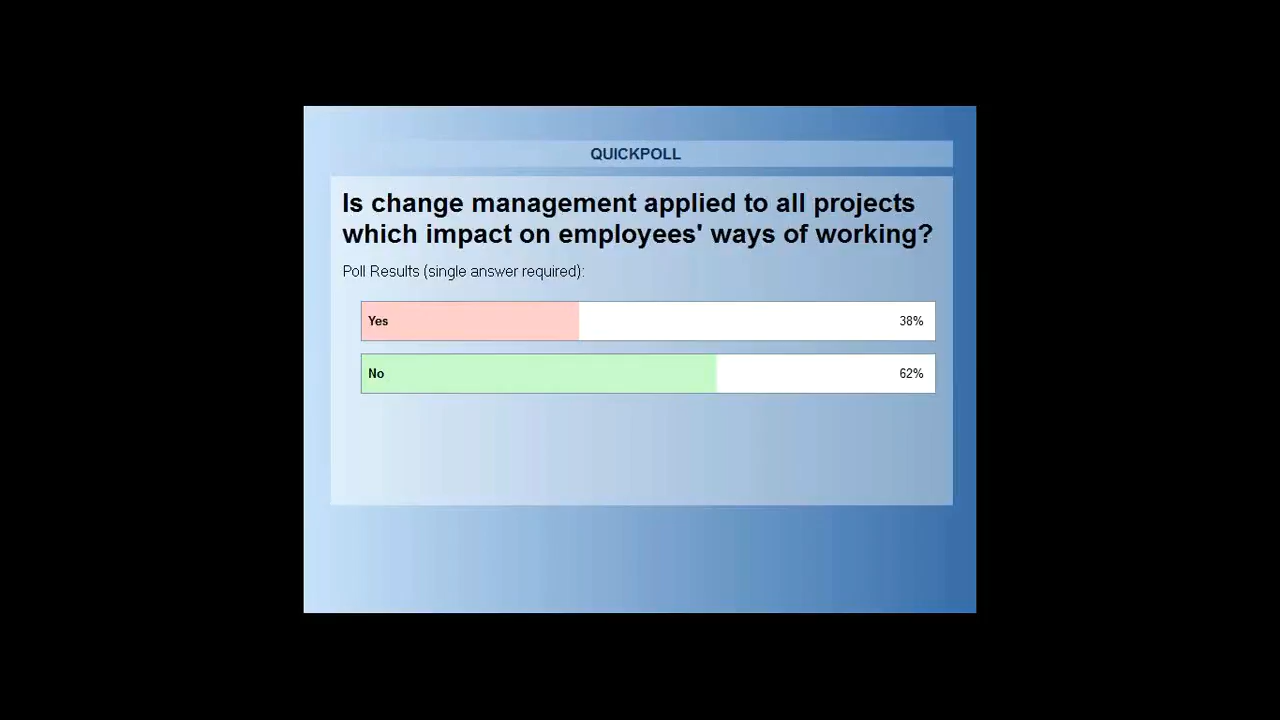 QUICKPOLL
Is change management applied to all projects
which impact on employees' ways of working?
Poll Results (single answer required):
Yes 38%
No 62%